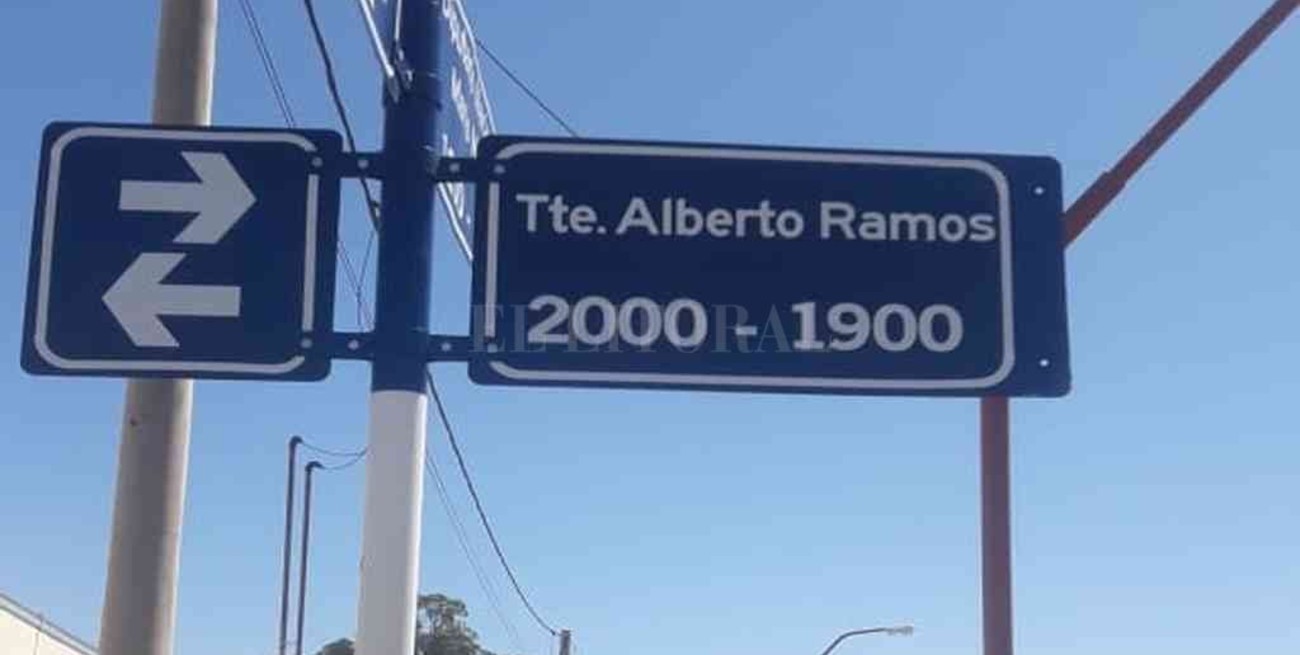 Tte. Alberto Ramos
2000 - 1900
EL LITORAL